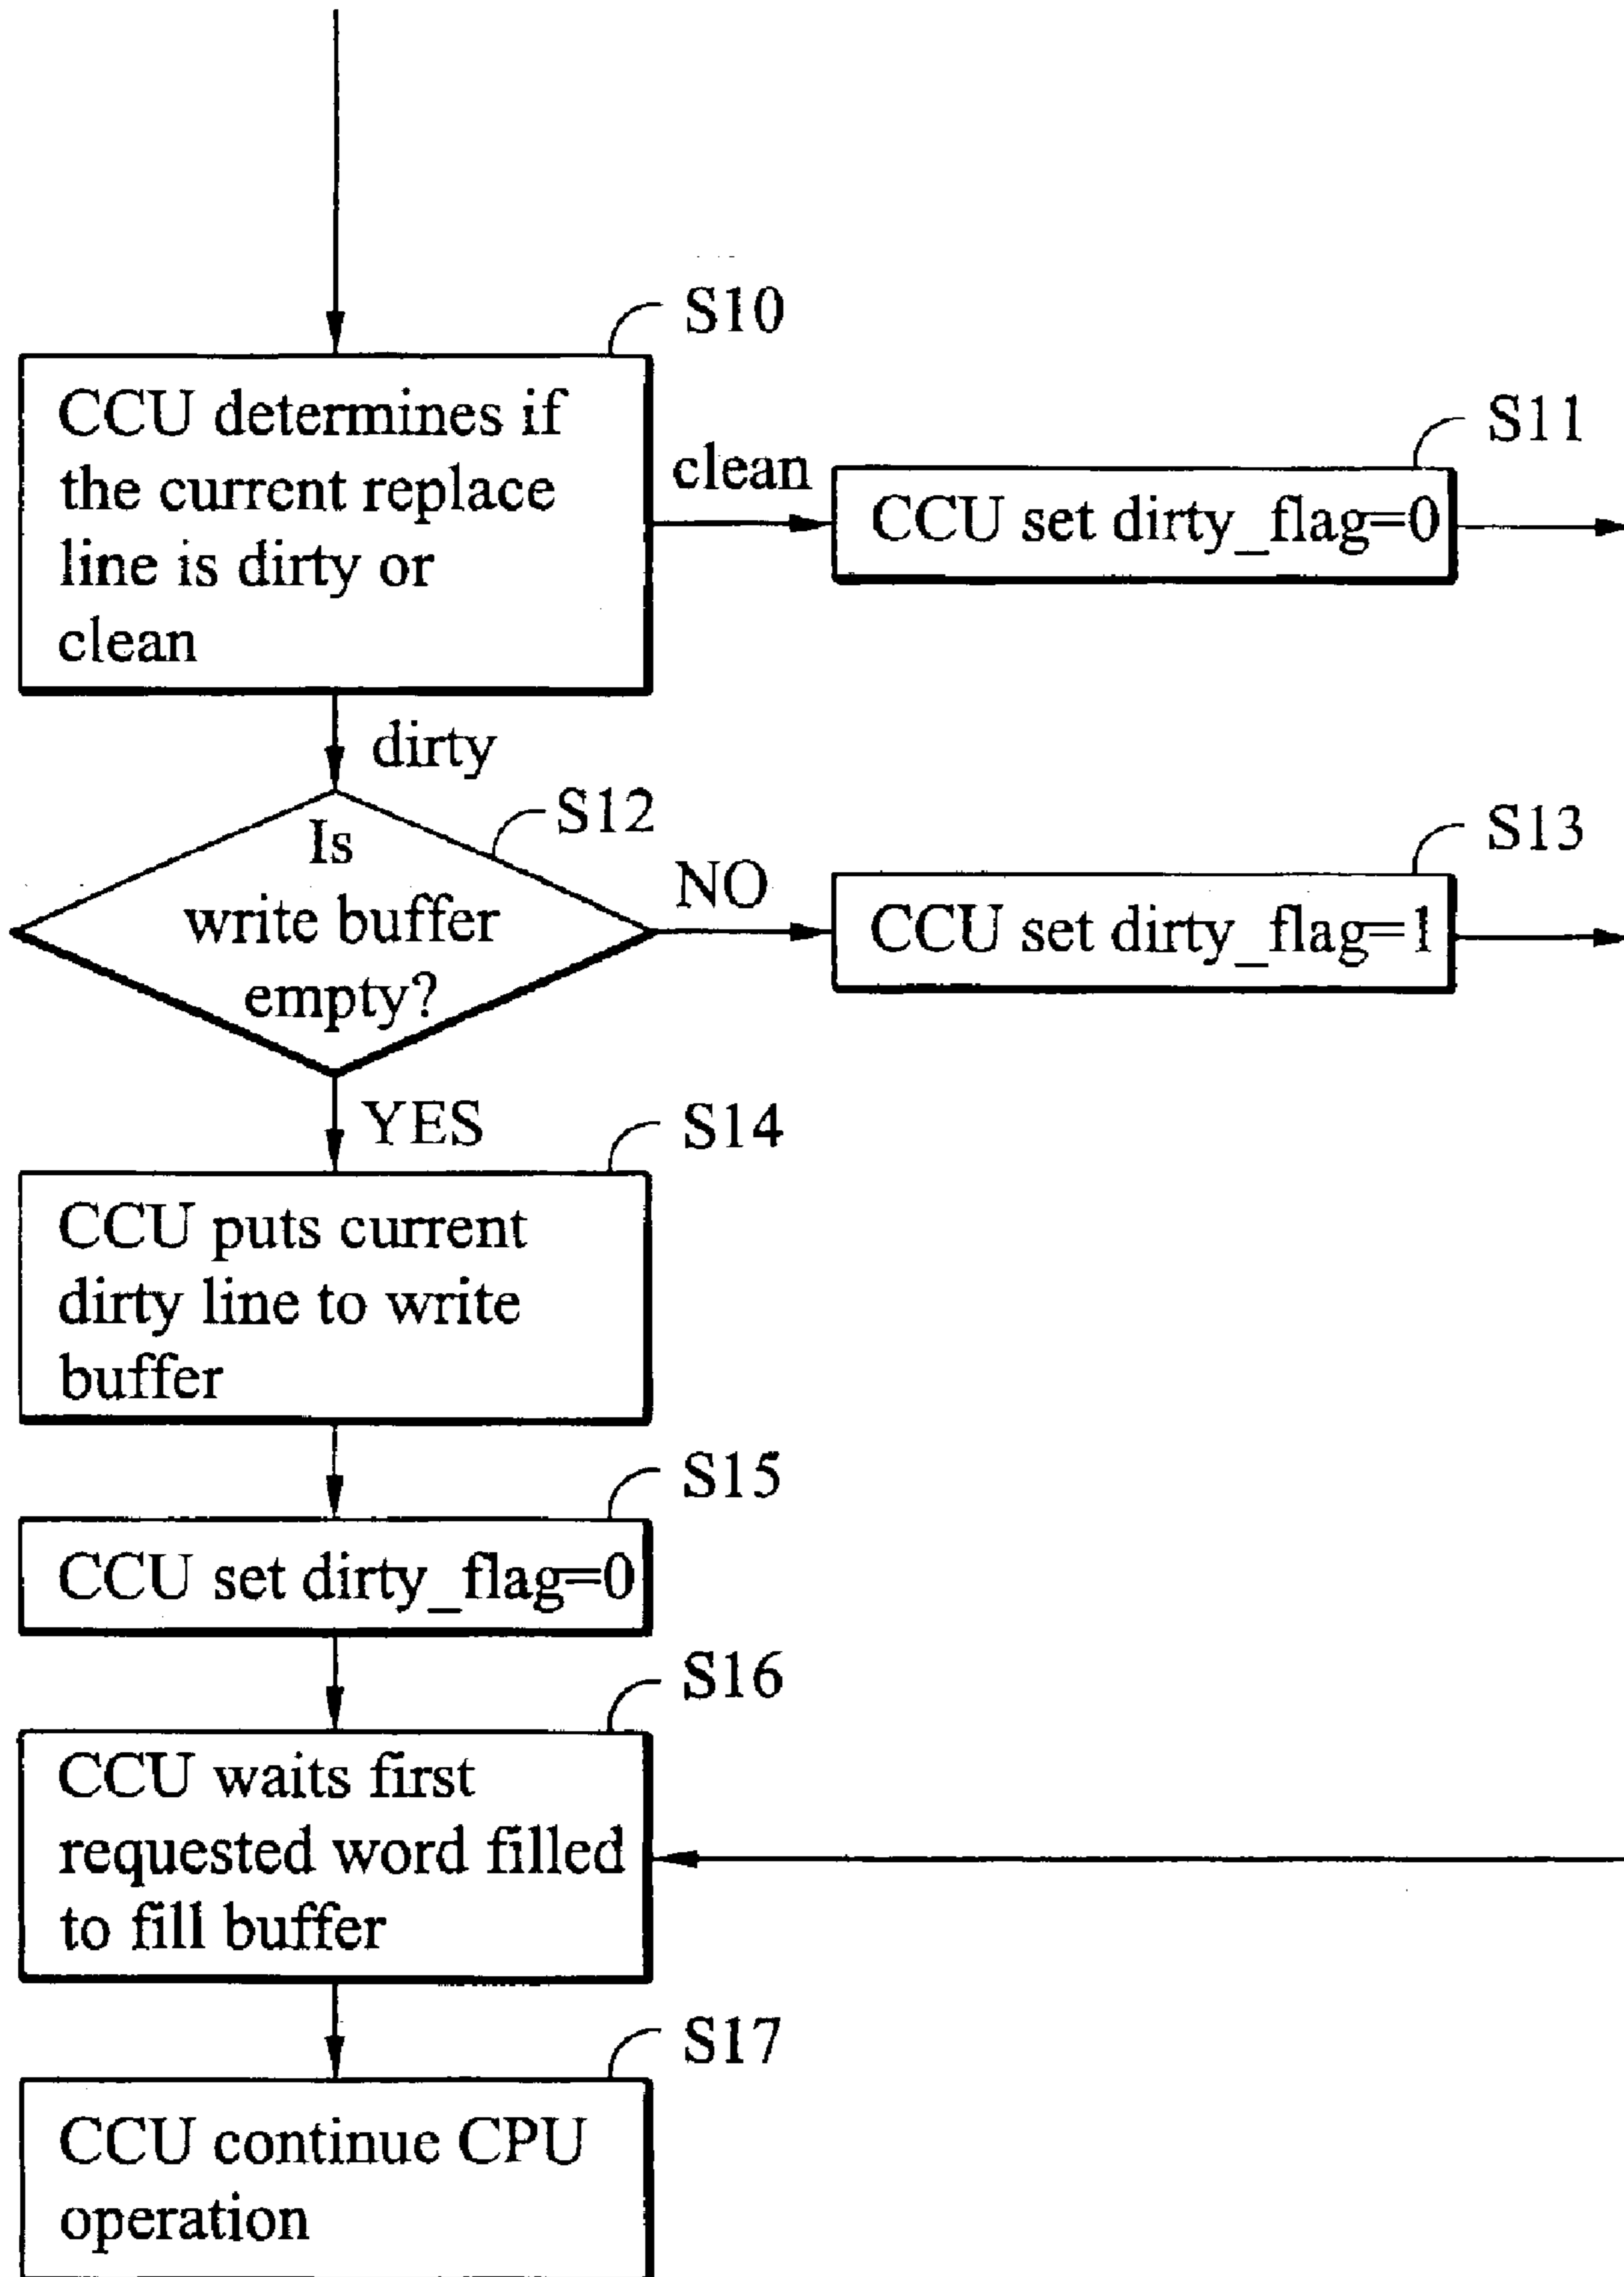 S10
CCU determines if
the current replace
line is dirty or
clean
clean
S11
CCU set dirty_flag=0
dirty
S12
Is
write buffer
empty?
NO
S13
CCU set dirty_flag=1
YES
S14
CCU puts current
dirty line to write
buffer
S15
CCU set dirty_flag=0
S16
CCU waits first
requested word filled
to fill buffer
S17
CCU continue CPU
operation